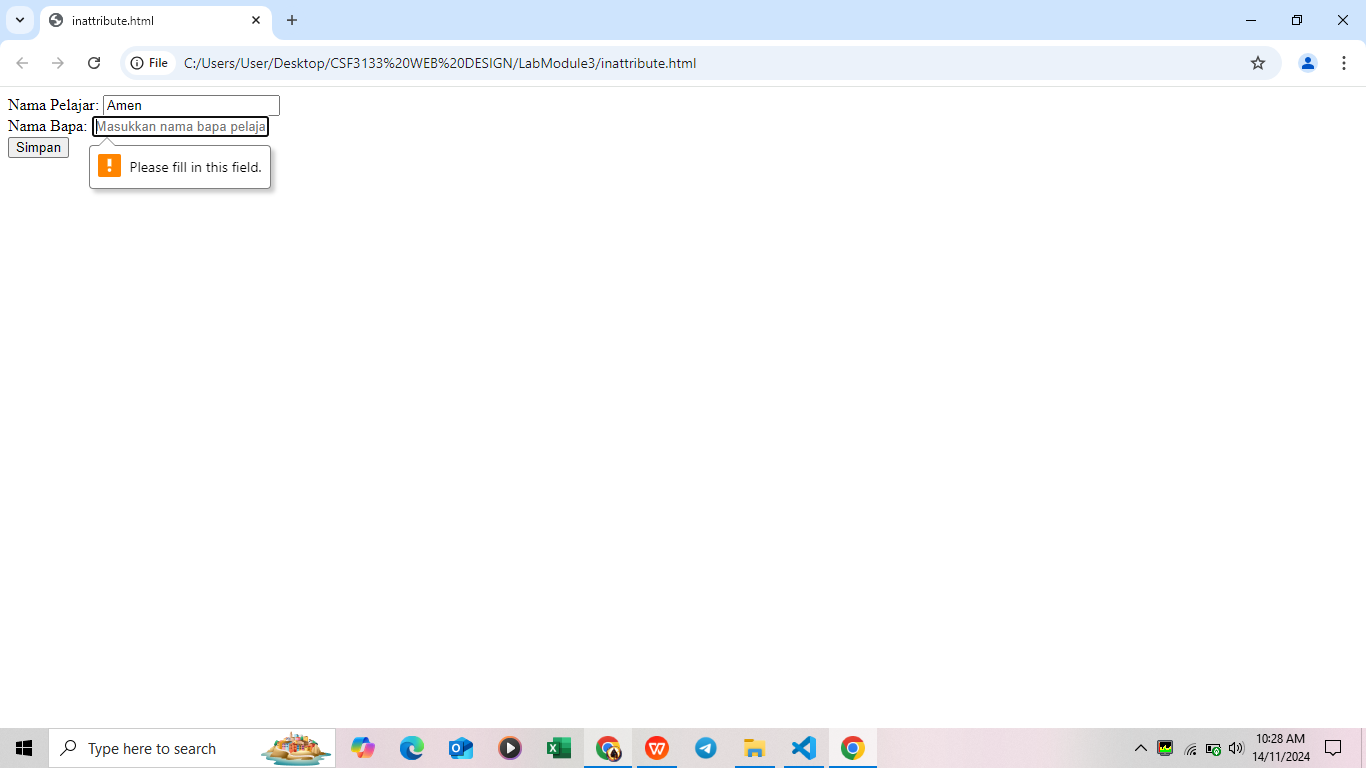 inattribute.html
File
C:/Users/User/Desktop/CSF3133%20WEB%20DESIGN/LabModule3/inattribute.html
Nama Pelajar: Amen
Nama Bapa: Masukkan nama bapa pelaja
Simpan
Please fill in this field.
Type here to search
10:28 AM
14/11/2024